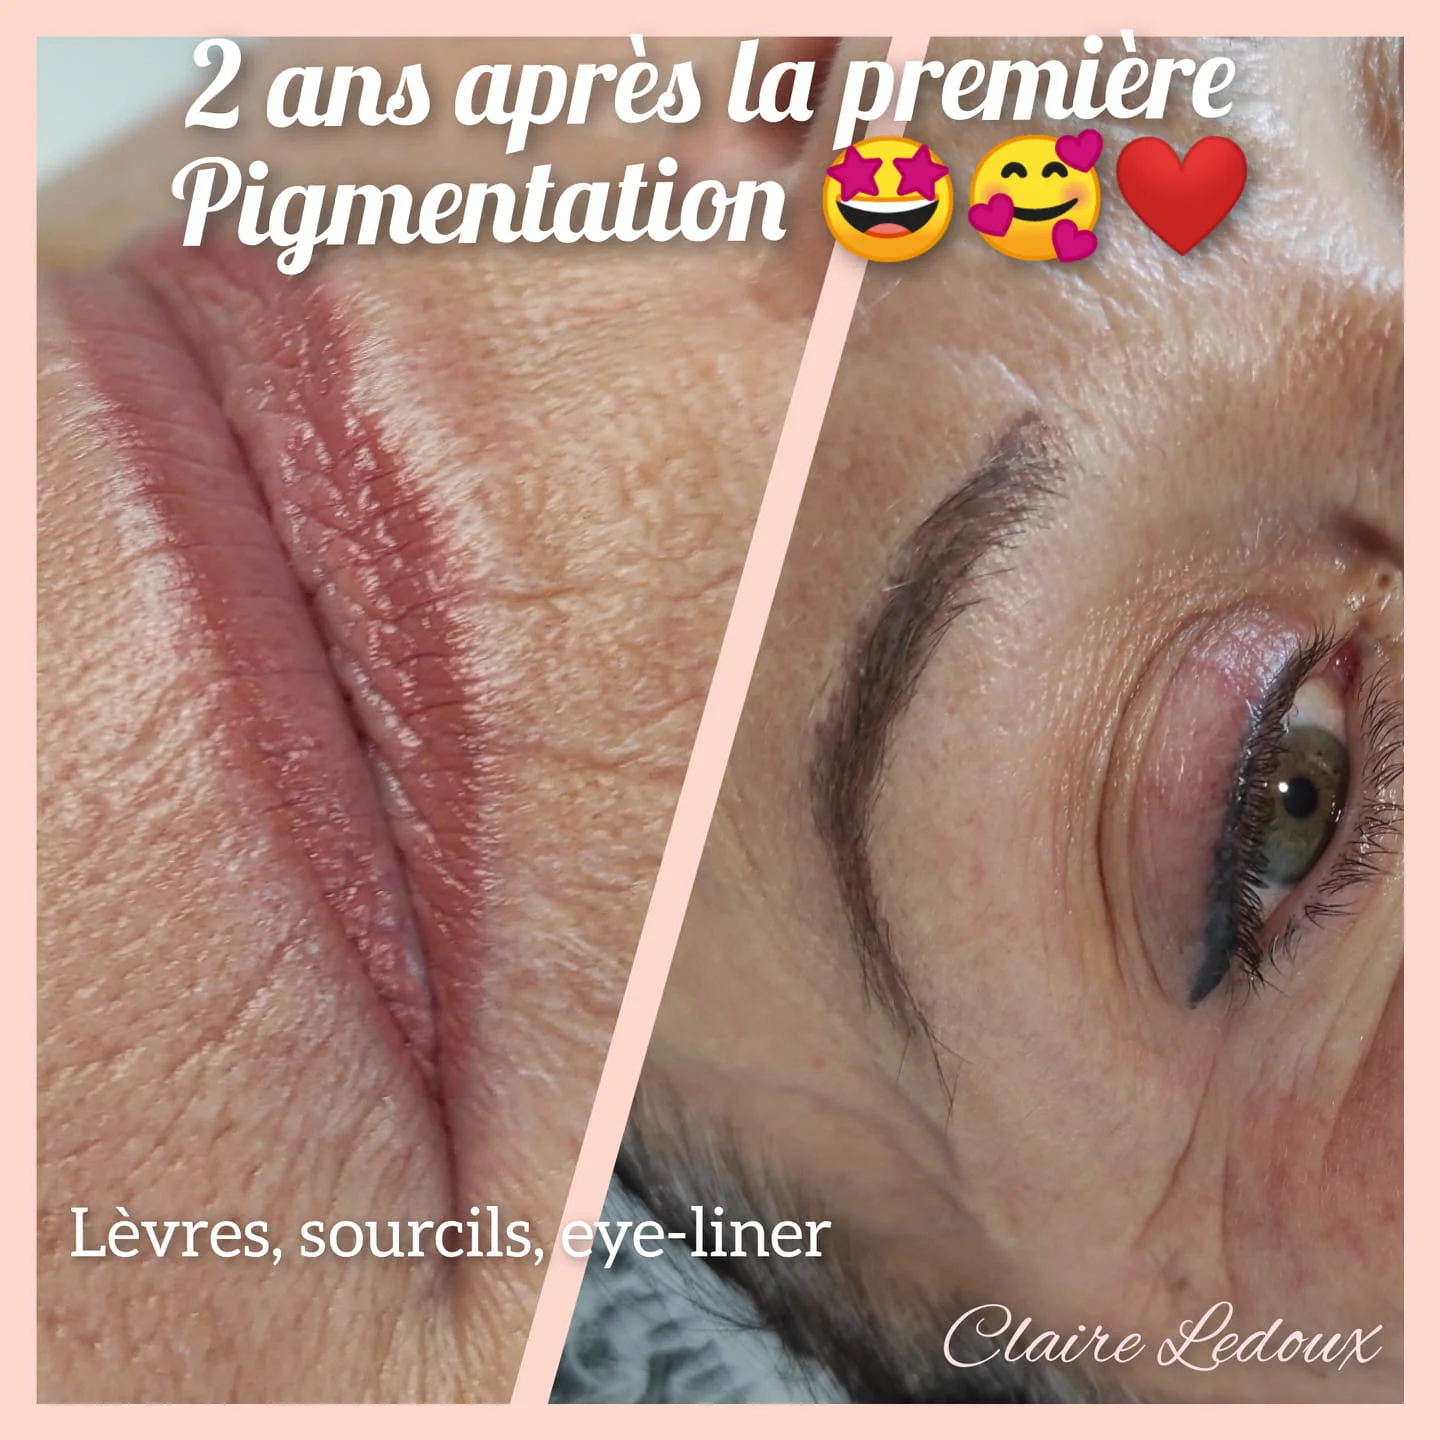 2 ans après la première
Pigmentation 🤩🥰❤️
Lèvres, sourcils, eye-liner
Claire Ledoux